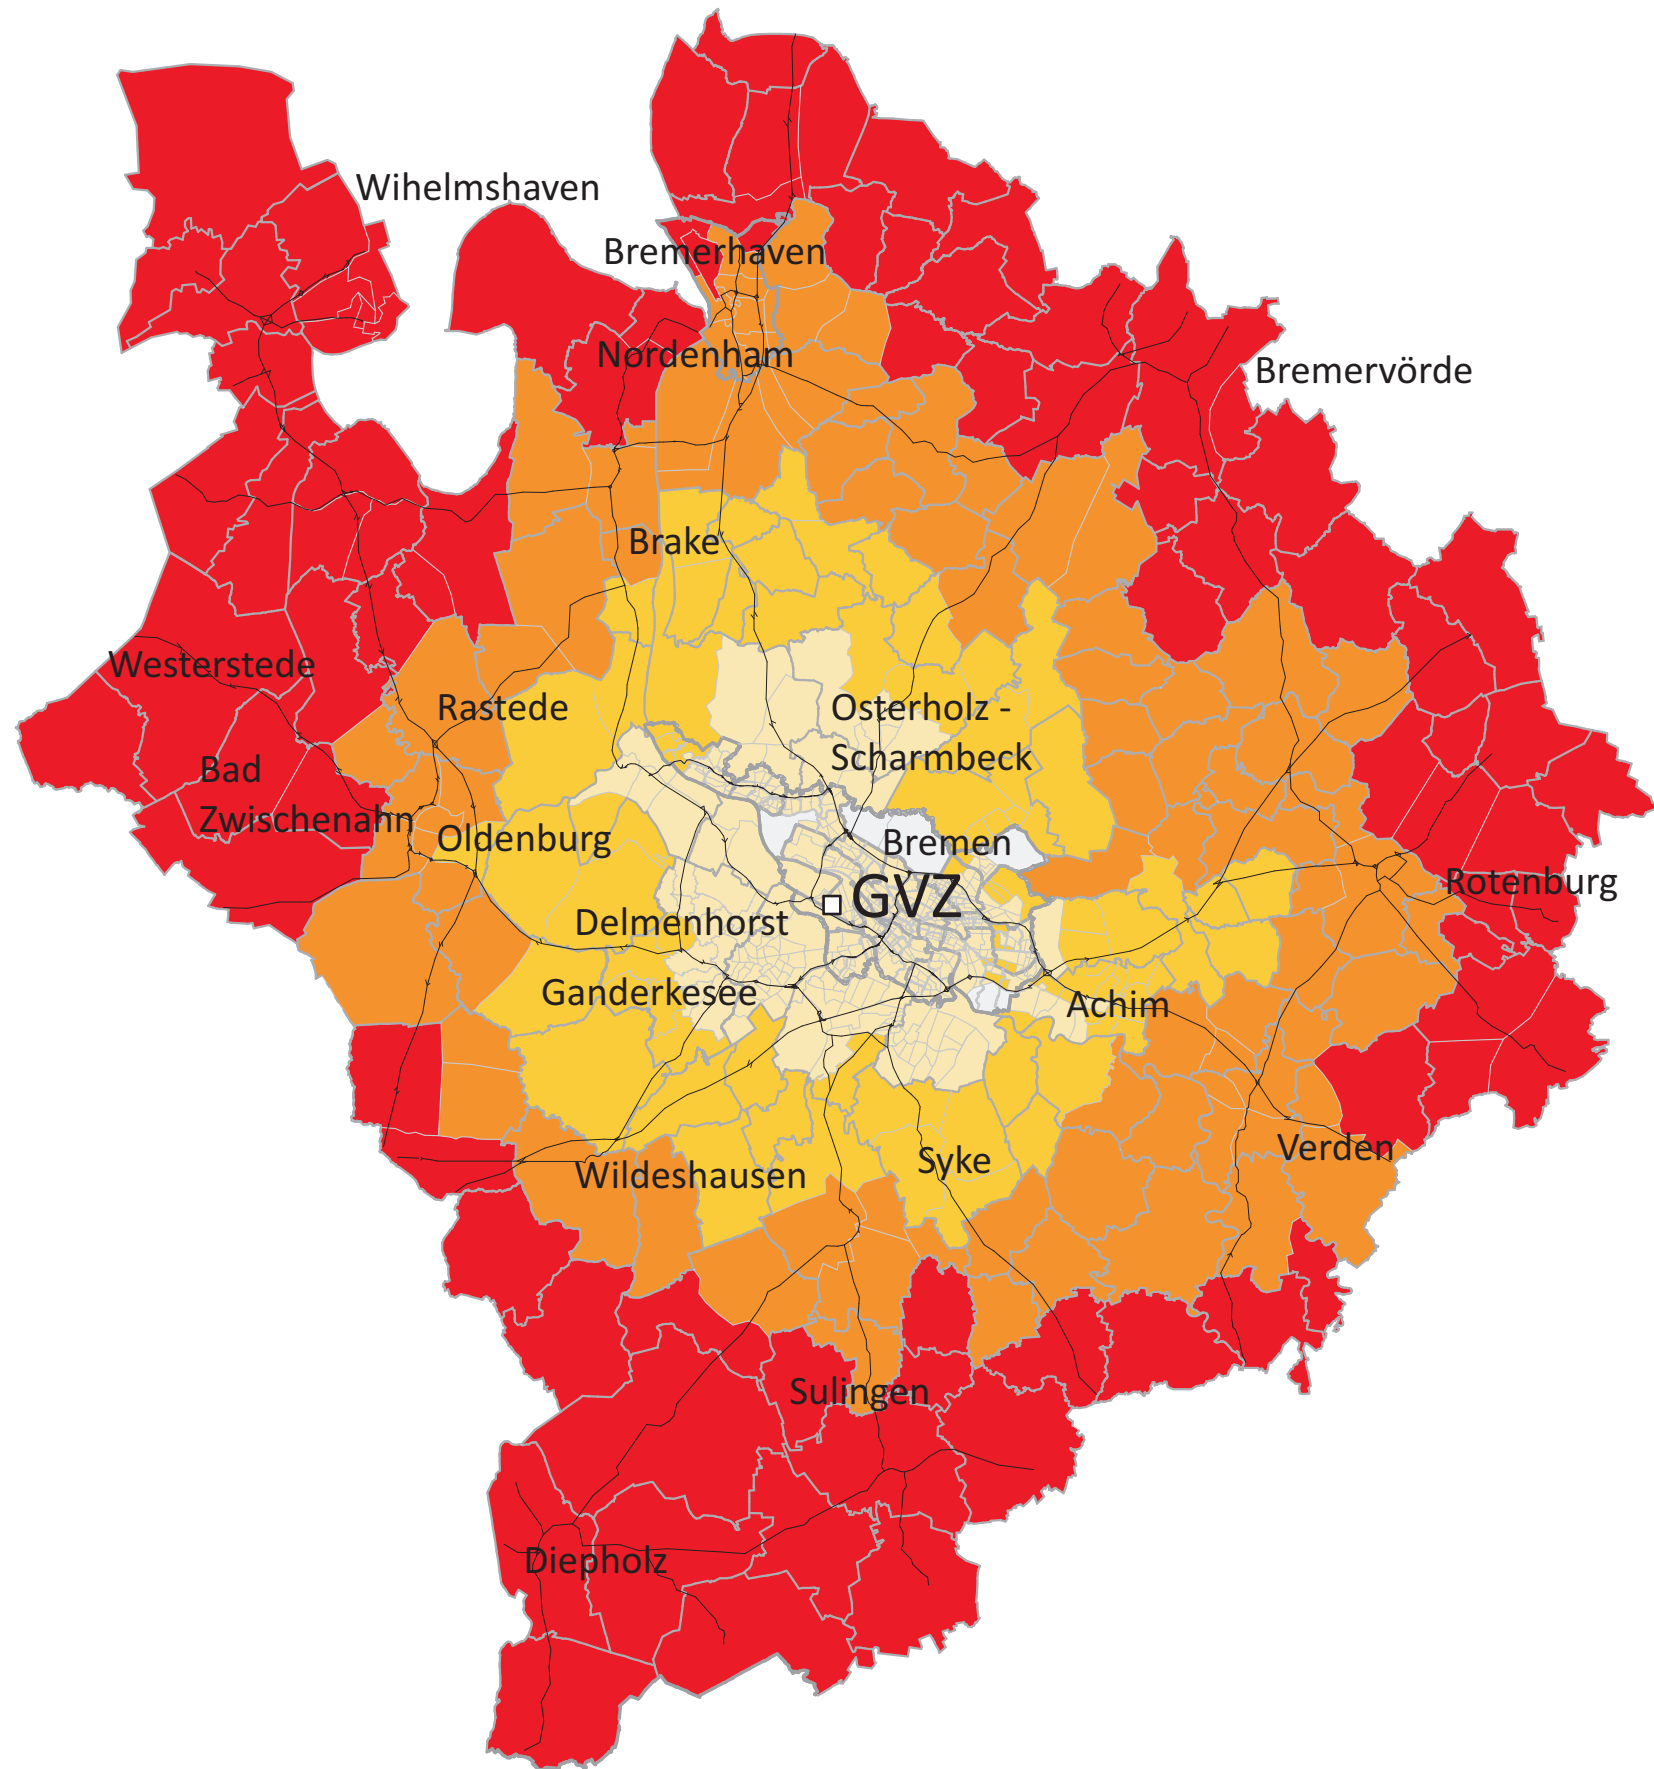 Wihelmshaven
Bremerhaven
Nordenham
Bremervörde
Brake
Westerstede
Rastede
Osterholz -
Scharmbeck
Bad
Zwischenahn
Oldenburg
Bremen
GVZ
Rotenburg
Delmenhorst
Ganderkesee
Achim
Verden
Wildeshausen
Syke
Sulingen
Diepholz